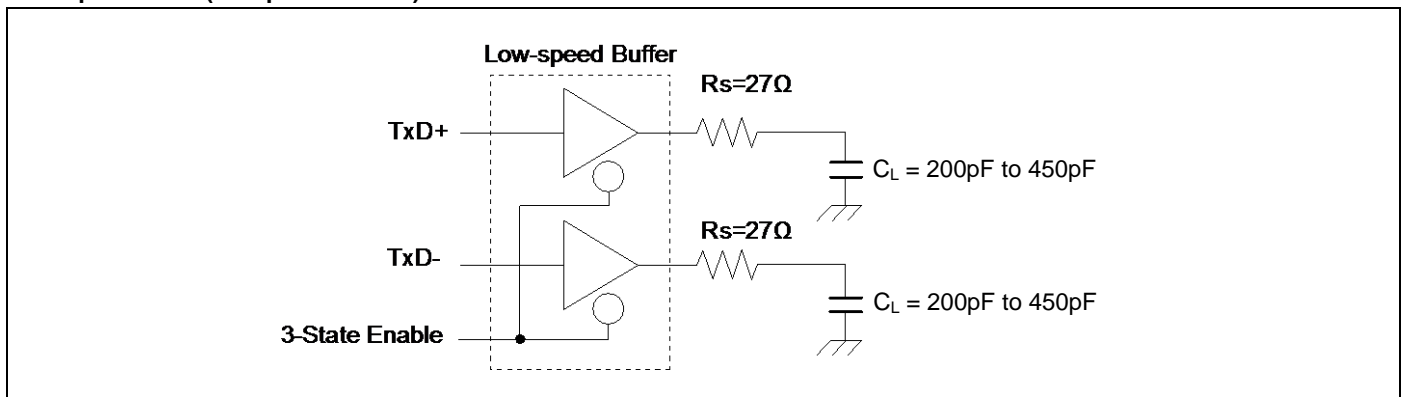 Low-speed Buffer
Rs=27Ω
TxD+
CL = 200pF to 450pF
Rs=27Ω
TxD-
CL = 200pF to 450pF
3-State Enable